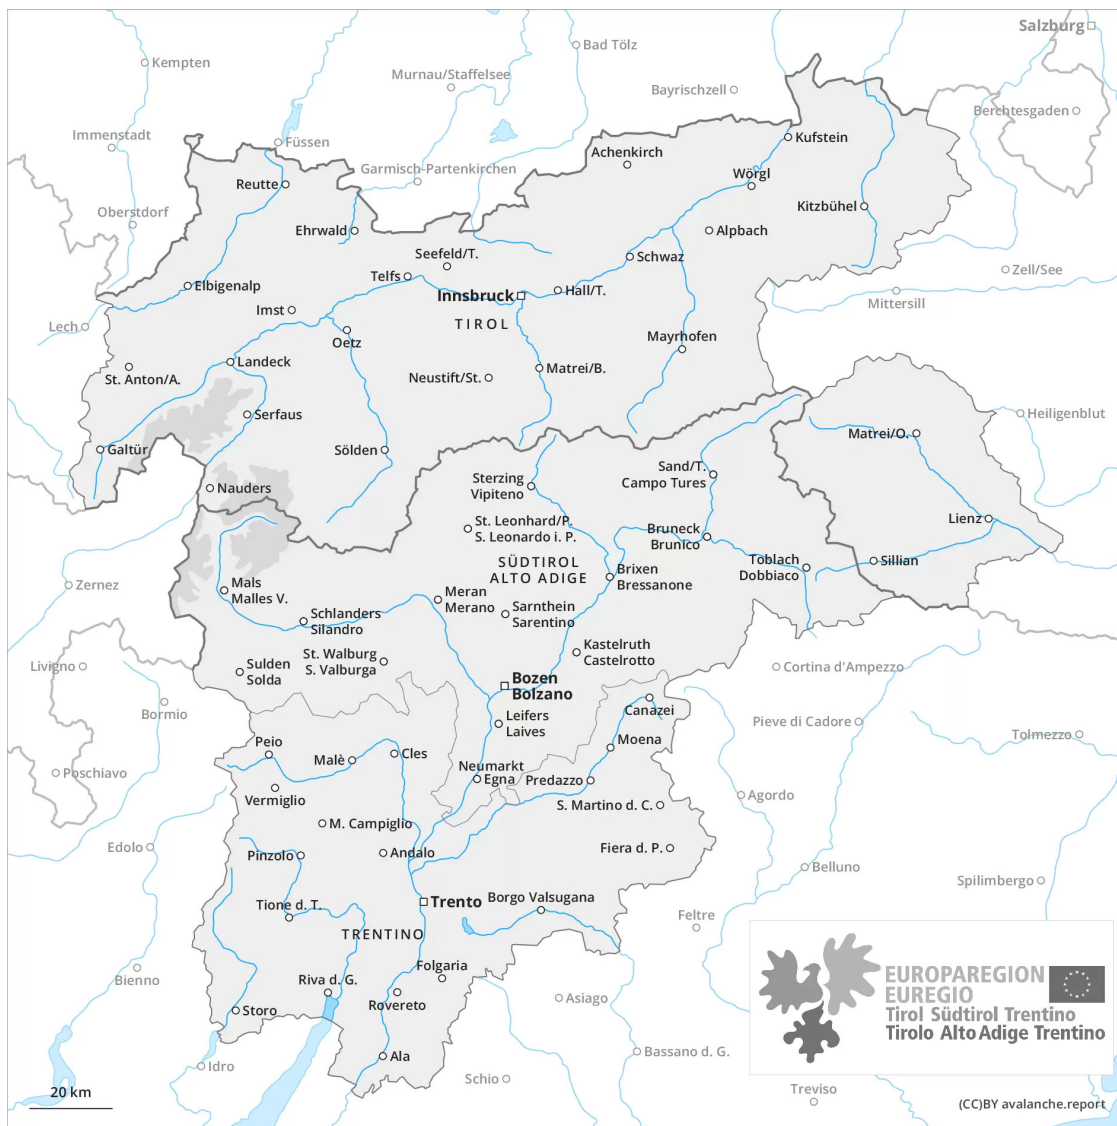 Salzburg
Bad Tölz
Kempten
Murnau/Staffelsee
Bayrischzell
Berchtesgaden
Immenstadt
Kufstein
Füssen
Achenkirch
Garmisch-Partenkirchen
Wörgl
Reutte
Kitzbühel
Oberstdorf
Ehrwald
Alpbach
Seefeld/T.
Schwaz
Zell/See
Telfs
Elbigenalp
Hall/T.
Innsbruck
Mittersill
Imst
TIROL
Lech
Oetz
Mayrhofen
Landeck
Matrei/B.
St. Anton/A.
Neustift/St.
Serfaus
Heiligenblut
Matrei/O.
Galtür
Sölden
Sand/T.
Campo Tures
Sterzing
Vipiteno
Nauders
Lienz
St. Leonhard/P.
S. Leonardo i. P.
Bruneck
Brunico
SÜDTIROL
ALTO ADIGE
Toblach
Dobbiaco
Sillian
Brixen
Bressanone
Zernez
Mals
Malles V.
Meran
Merano
Sarnthein
Sarentino
Schlanders
Silandro
Kastelruth
Castelrotto
St. Walburg
S. Valburga
Livigno
Sulden
Solda
Cortina d'Ampezzo
Bozen
Bolzano
Bormio
Canazei
Leifers
Laives
Pieve di Cadore
Tolmezzo
Peio
Moena
Cles
Malè
Neumarkt
Egna
Poschiavo
Predazzo
Vermiglio
Agordo
S. Martino d. C.
M. Campiglio
Edolo
Fiera d. P.
Pinzolo
Andalo
Belluno
Spilimbergo
Borgo Valsugana
Trento
Tione d. T.
Feltre
TRENTINO
Folgaria
Bienno
Riva d. G.
EUROPAREGION
EUREGIO
Tirol Südtirol Trentino
Tirolo Alto Adige Trentino
Asiago
Rovereto
Storo
Ala
Bassano d. G.
Idro
Schio
Treviso
20 km
(CC)BY avalanche.report